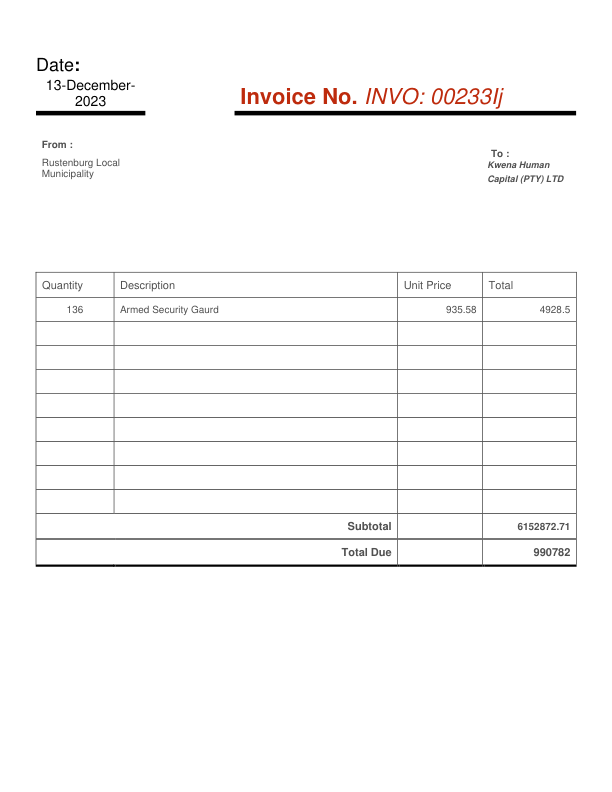 Date:
13-December-
2023
Invoice No. INVO: 00233lj
From :
Rustenburg Local
Municipality
To :
Kwena Human
Capital (PTY) LTD
Quantity Description Unit Price Total
136 Armed Security Gaurd 935.58 4928.5
Subtotal 6152872.71
Total Due 990782